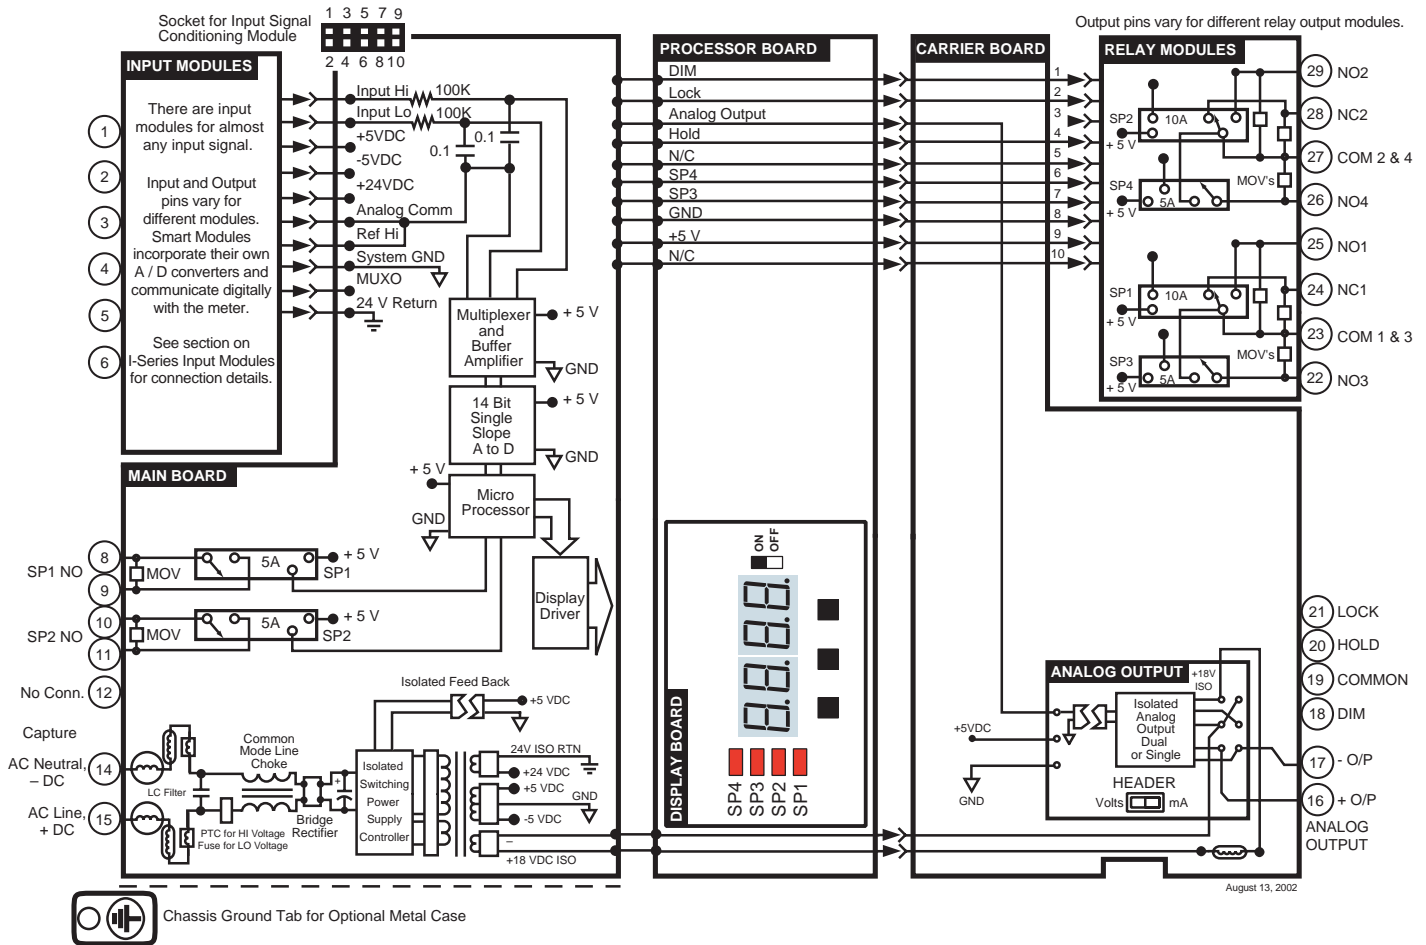 Socket for Input Signal
Conditioning Module
1 3 5 7 9
2 4 6 8 10
Output pins vary for different relay output modules.
INPUT MODULES
There are input
modules for almost
any input signal.
Input and Output
pins vary for
different modules.
Smart Modules
incorporate their own
A / D converters and
communicate digitally
with the meter.
See section on
I-Series Input Modules
for connection details.
1
2
3
4
5
6
Input Hi
100K
Input Lo
100K
+5VDC
-5VDC
+24VDC
Analog Comm
Ref Hi
System GND
MUXO
24 V Return
0.1
0.1
Multiplexer
and
Buffer
Amplifier
+ 5 V
GND
14 Bit
Single
Slope
A to D
+ 5 V
GND
+ 5 V
GND
Micro
Processor
Display
Driver
MAIN BOARD
SP1 NO
8
9
MOV
5A
+ 5 V
SP1
SP2 NO
10
11
MOV
5A
+ 5 V
SP2
No Conn.
12
Capture
AC Neutral,
– DC
14
AC Line,
+ DC
15
LC Filter
Common
Mode Line
Choke
PTC for HI Voltage
Fuse for LO Voltage
Bridge
Rectifier
+
Isolated Feed Back
+5 VDC
Isolated
Switching
Power
Supply
Controller
24V ISO RTN
+24 VDC
+5 VDC
GND
-5 VDC
–
+18 VDC ISO
Chassis Ground Tab for Optional Metal Case
PROCESSOR BOARD
DIM
Lock
Analog Output
Hold
N/C
SP4
SP3
GND
+5 V
N/C
DISPLAY BOARD
ON
OFF
SP4
SP3
SP2
SP1
CARRIER BOARD
1
2
3
4
5
6
7
8
9
10
RELAY MODULES
SP2
10A
+ 5 V
SP4
5A
+ 5 V
MOV's
SP1
10A
+ 5 V
SP3
5A
+ 5 V
MOV's
29 NO2
28 NC2
27 COM 2 & 4
26 NO4
25 NO1
24 NC1
23 COM 1 & 3
22 NO3
21 LOCK
20 HOLD
19 COMMON
18 DIM
17 - O/P
16 + O/P
ANALOG
OUTPUT
ANALOG OUTPUT
+18V
ISO
+5VDC
GND
Isolated
Analog
Output
Dual
or Single
HEADER
Volts
mA
August 13, 2002